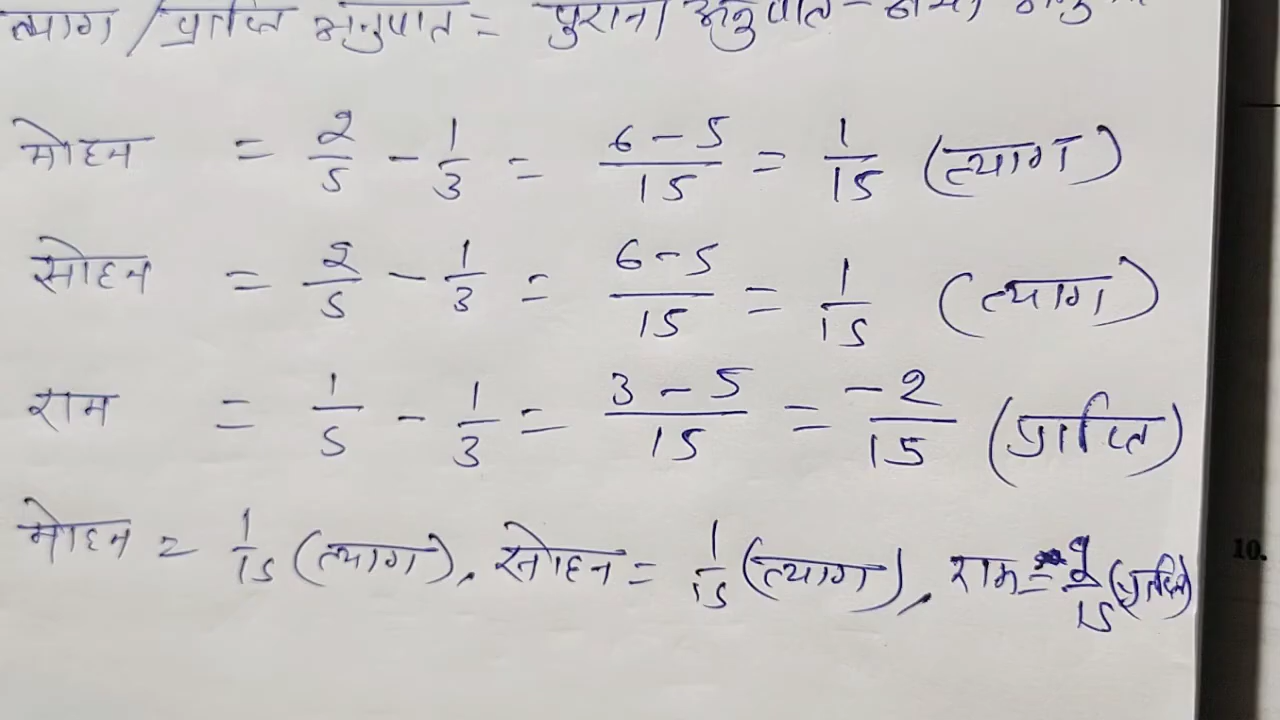 त्याग / प्राप्ति अनुपात = पुराना अनुपात -
मोहन = 2/5 - 1/3 = 6-5/15 = 1/15 (त्याग)
सोहन = 2/5 - 1/3 = 6-5/15 = 1/15 (त्याग)
राम = 1/5 - 1/3 = 3-5/15 = -2/15 (प्राप्ति)
मोहन = 1/15 (त्याग), सोहन = 1/15 (त्याग), राम = 2/15 (प्राप्ति)
10.